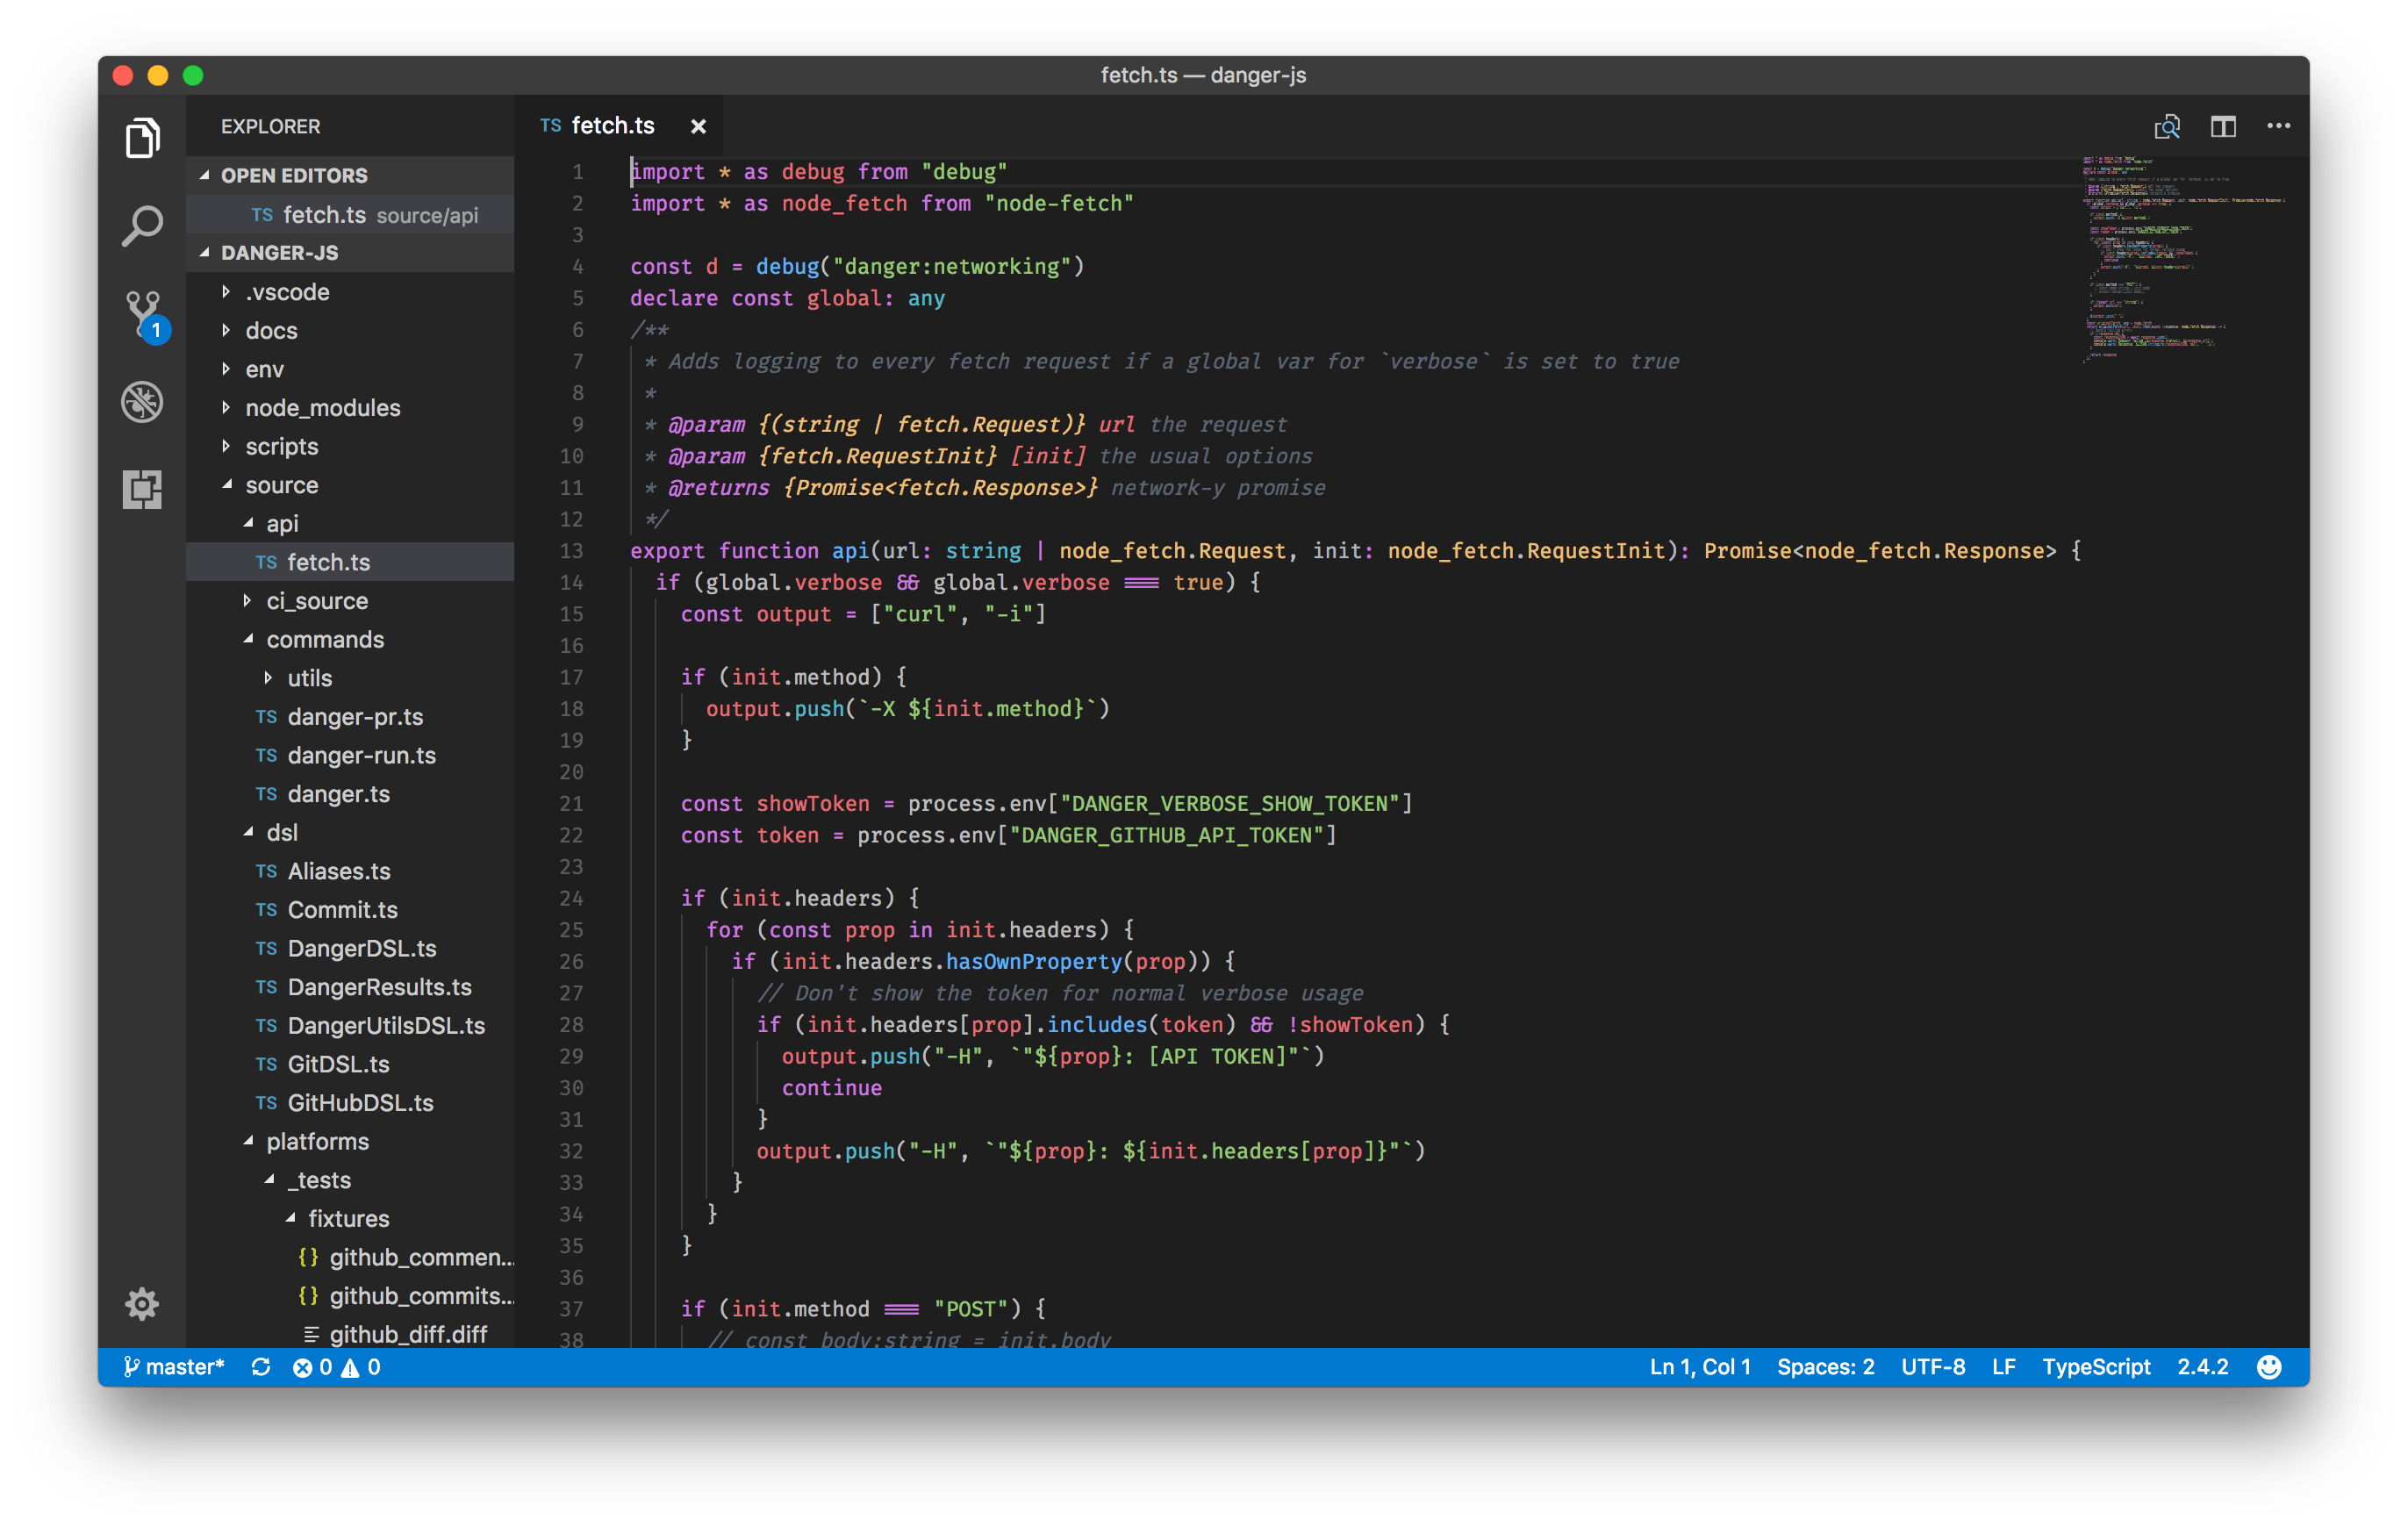 fetch.ts — danger-js
EXPLORER
OPEN EDITORS
TS fetch.ts source/api
DANGER-JS
.vscode
docs
env
node_modules
scripts
source
api
TS fetch.ts
ci_source
commands
utils
TS danger-pr.ts
TS danger-run.ts
TS danger.ts
dsl
TS Aliases.ts
TS Commit.ts
TS DangerDSL.ts
TS DangerResults.ts
TS DangerUtilsDSL.ts
TS GitDSL.ts
TS GitHubDSL.ts
platforms
_tests
fixtures
{} github_commen...
{} github_commits...
github_diff.diff
1
TS fetch.ts
1 import * as debug from "debug"
2 import * as node_fetch from "node-fetch"
3
4 const d = debug("danger:networking")
5 declare const global: any
6 /**
7 * Adds logging to every fetch request if a global var for `verbose` is set to true
8 *
9 * @param {(string | fetch.Request)} url the request
10 * @param {fetch.RequestInit} [init] the usual options
11 * @returns {Promise<fetch.Response>} network-y promise
12 */
13 export function api(url: string | node_fetch.Request, init: node_fetch.RequestInit): Promise<node_fetch.Response> {
14 if (global.verbose && global.verbose === true) {
15 const output = ["curl", "-i"]
16
17 if (init.method) {
18 output.push(`-X ${init.method}`)
19 }
20
21 const showToken = process.env["DANGER_VERBOSE_SHOW_TOKEN"]
22 const token = process.env["DANGER_GITHUB_API_TOKEN"]
23
24 if (init.headers) {
25 for (const prop in init.headers) {
26 if (init.headers.hasOwnProperty(prop)) {
27 // Don't show the token for normal verbose usage
28 if (init.headers[prop].includes(token) && !showToken) {
29 output.push("-H", `"${prop}: [API TOKEN]"`)
30 continue
31 }
32 output.push("-H", `"${prop}: ${init.headers[prop]}"`)
33 }
34 }
35 }
36
37 if (init.method === "POST") {
38 // const body:string = init.body
master* 0 0
Ln 1, Col 1 Spaces: 2 UTF-8 LF TypeScript 2.4.2